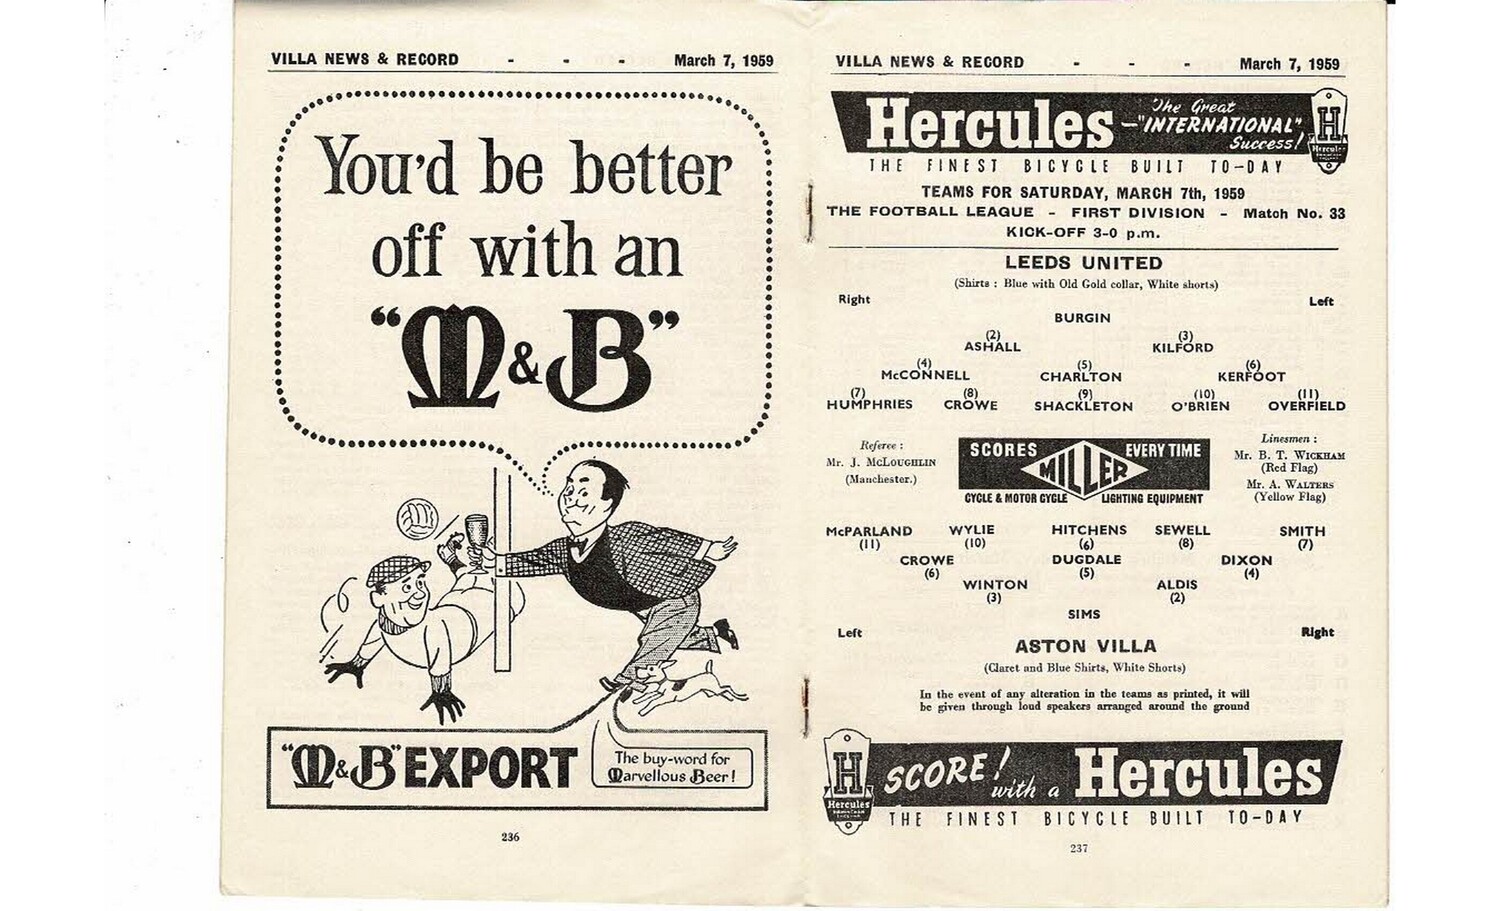 VILLA NEWS & RECORD - - - March 7, 1959
You'd be better
off with an
"M&B"
"M&B" EXPORT
The buy-word for
Marvellous Beer!
236
VILLA NEWS & RECORD - - - March 7, 1959
Hercules
The Great
—"INTERNATIONAL"
Success!
H
Hercules
THE FINEST BICYCLE BUILT TO-DAY
TEAMS FOR SATURDAY, MARCH 7th, 1959
THE FOOTBALL LEAGUE - FIRST DIVISION - Match No. 33
KICK-OFF 3-0 p.m.
LEEDS UNITED
(Shirts : Blue with Old Gold collar, White shorts)
Right Left
BURGIN
(2) (3)
ASHALL KILFORD
(4) (5) (6)
McCONNELL CHARLTON KERFOOT
(7) (8) (9) (10) (11)
HUMPHRIES CROWE SHACKLETON O'BRIEN OVERFIELD
Referee :
Mr. J. McLOUGHLIN
(Manchester.)
SCORES MILLER EVERY TIME
CYCLE & MOTOR CYCLE LIGHTING EQUIPMENT
Linesmen :
Mr. B. T. WICKHAM
(Red Flag)
Mr. A. WALTERS
(Yellow Flag)
McPARLAND WYLIE HITCHENS SEWELL SMITH
(11) (10) (6) (8) (7)
CROWE DUGDALE DIXON
(6) (5) (4)
WINTON ALDIS
(3) (2)
SIMS
Left Right
ASTON VILLA
(Claret and Blue Shirts, White Shorts)
In the event of any alteration in the teams as printed, it will
be given through loud speakers arranged around the ground
H
Hercules
SCORE! with a Hercules
THE FINEST BICYCLE BUILT TO-DAY
237